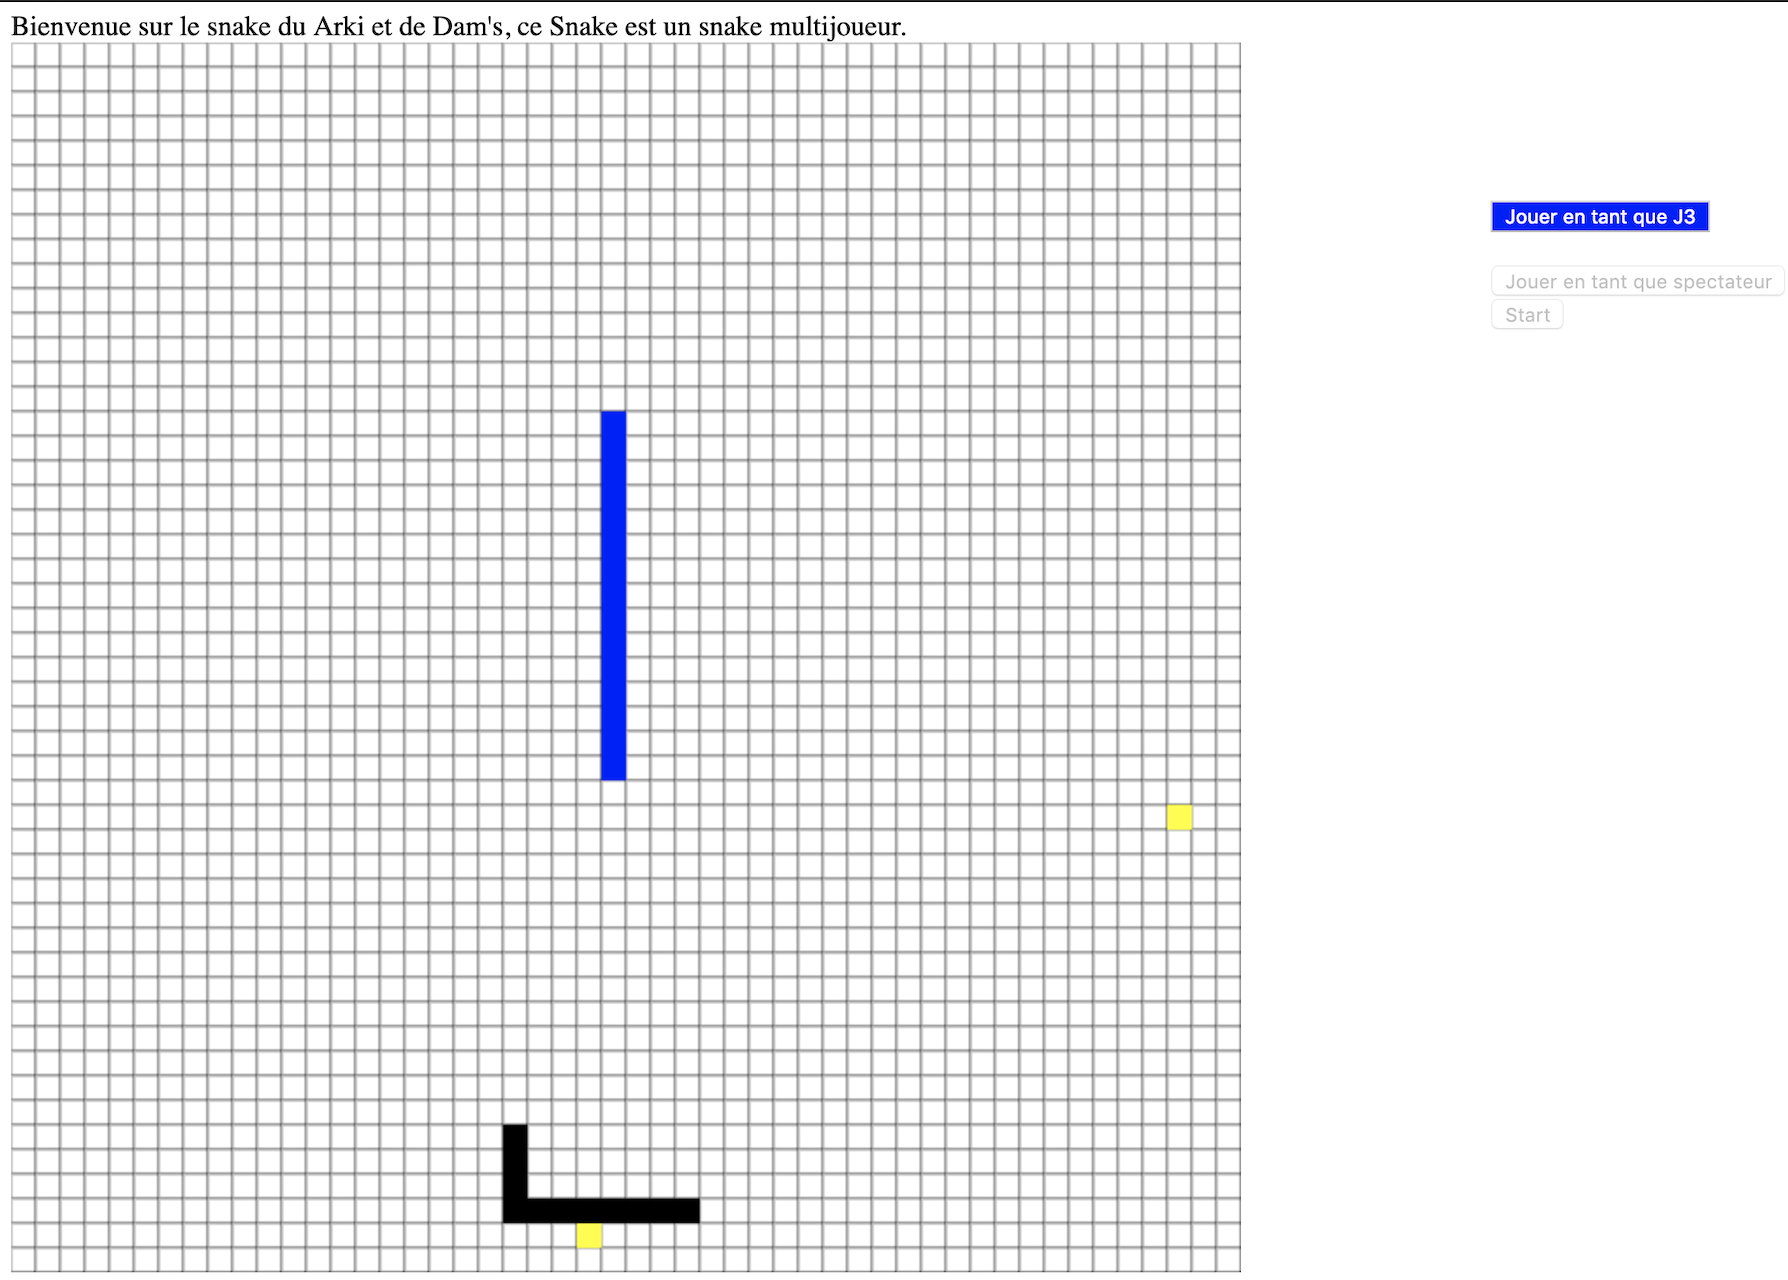 Bienvenue sur le snake du Arki et de Dam's, ce Snake est un snake multijoueur.
Jouer en tant que J3
Jouer en tant que spectateur
Start